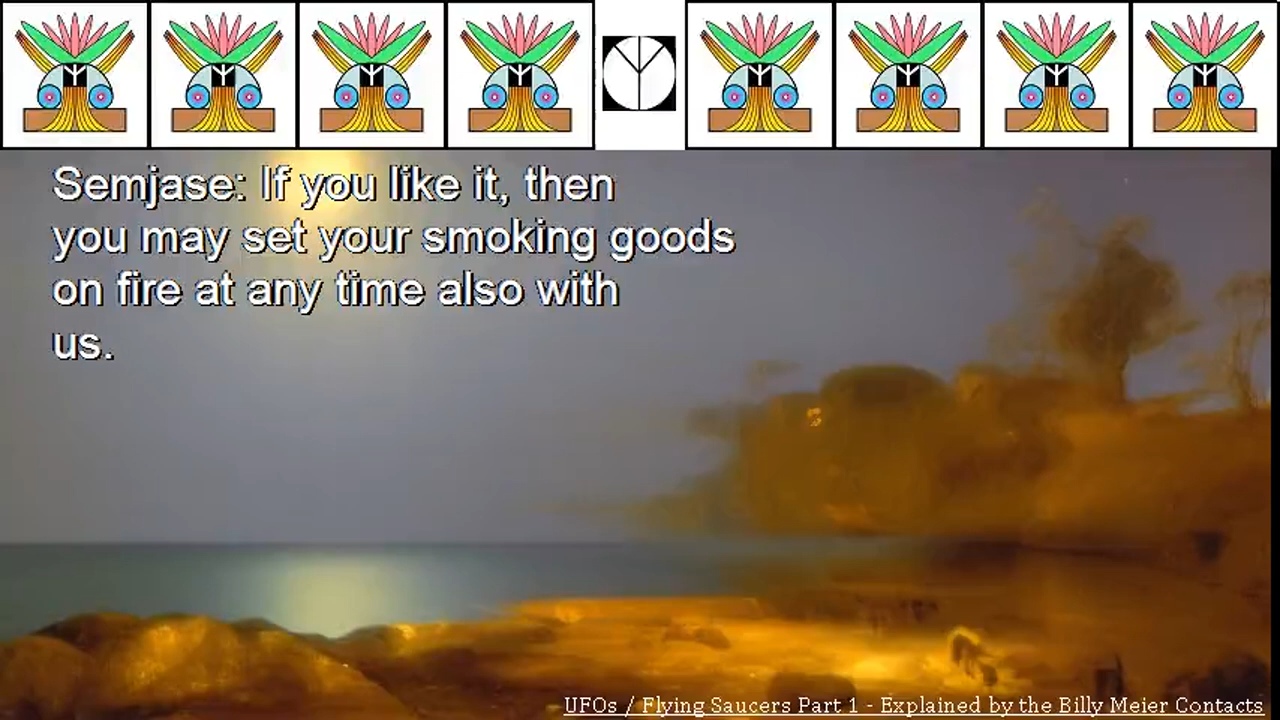 Semjase: If you like it, then
you may set your smoking goods
on fire at any time also with
us.
UFOs / Flying Saucers Part 1 - Explained by the Billy Meier Contacts